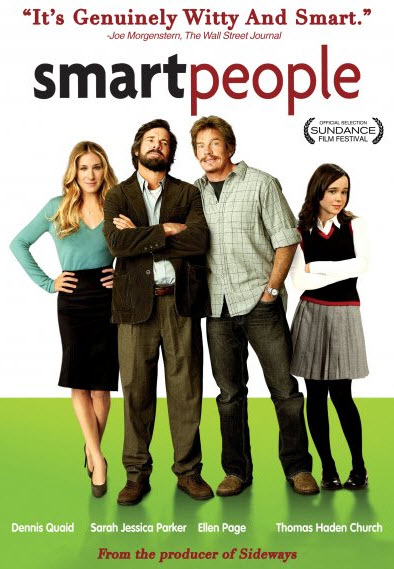 “It’s Genuinely Witty And Smart.”
-Joe Morgenstern, The Wall Street Journal
smartpeople
OFFICIAL SELECTION
SUNDANCE
FILM FESTIVAL
Dennis Quaid Sarah Jessica Parker Ellen Page Thomas Haden Church
From the producer of Sideways